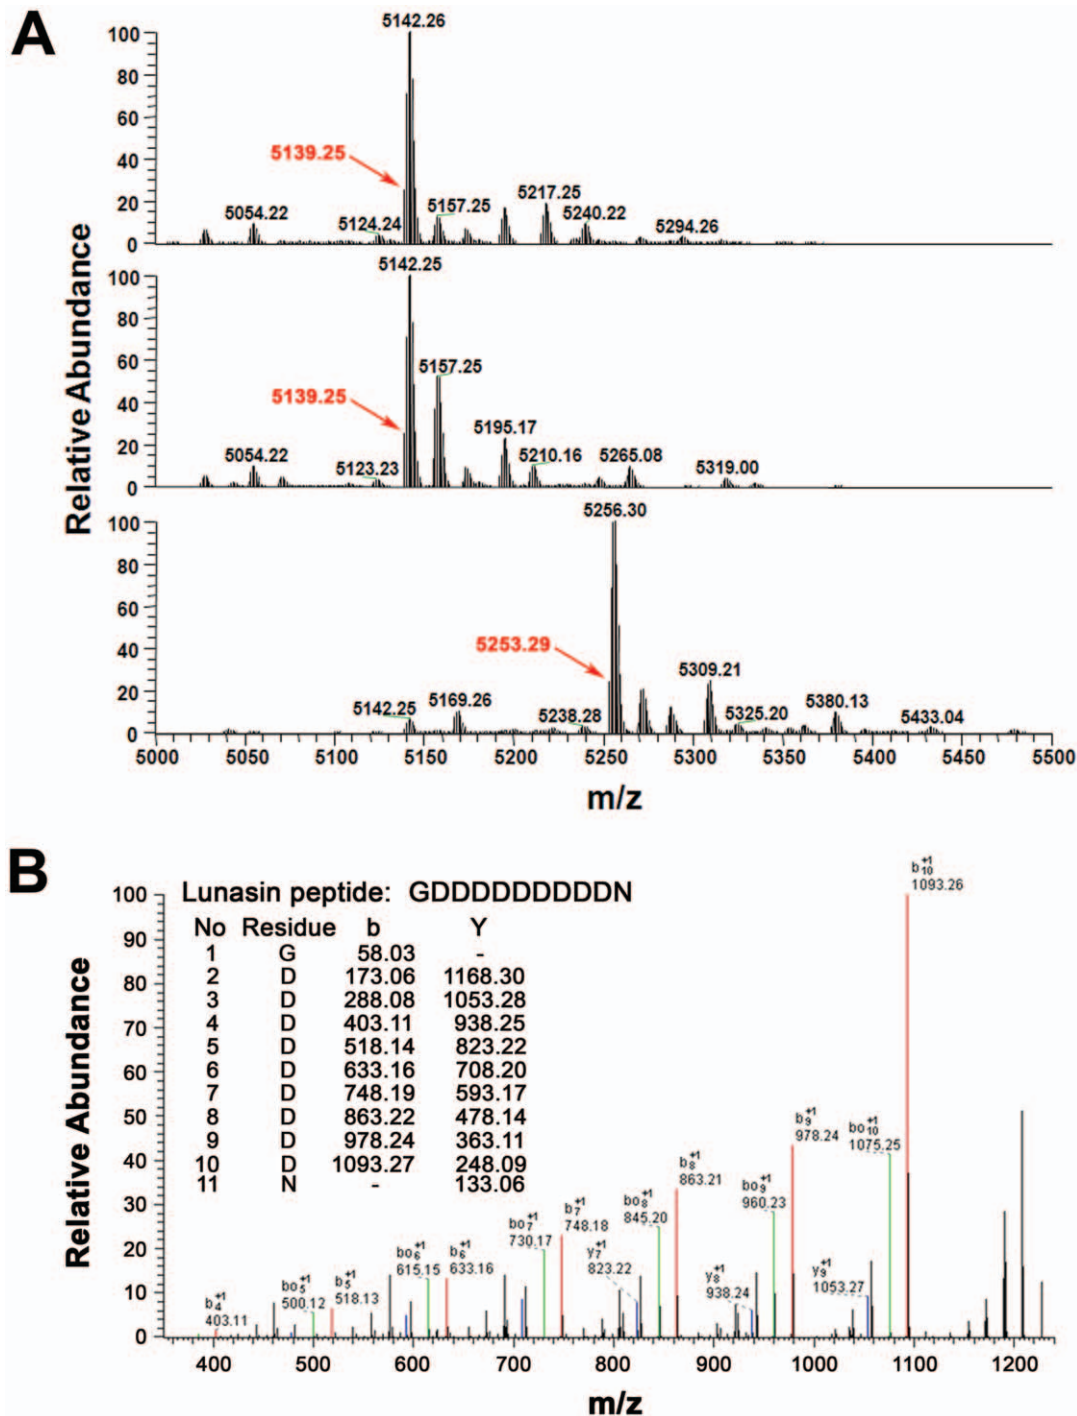 A
5142.26
100
80
60
40
20
0
5139.25
5054.22
5124.24
5157.25
5217.25
5240.22
5294.26
5142.25
100
80
60
40
20
0
5139.25
5157.25
5054.22
5123.23
5195.17
5210.16
5265.08
5319.00
Relative Abundance
5256.30
100
80
60
40
20
0
5253.29
5142.25
5169.26
5238.28
5309.21
5325.20
5380.13
5433.04
5000 5050 5100 5150 5200 5250 5300 5350 5400 5450 5500
m/z
B
Lunasin peptide: GDDDDDDDDDN
No Residue b Y
1 G 58.03 -
2 D 173.06 1168.30
3 D 288.08 1053.28
4 D 403.11 938.25
5 D 518.14 823.22
6 D 633.16 708.20
7 D 748.19 593.17
8 D 863.22 478.14
9 D 978.24 363.11
10 D 1093.27 248.09
11 N - 133.06
Relative Abundance
100
90
80
70
60
50
40
30
20
10
0
b4+1
403.11
bo5+1
500.12
b5+1
518.13
bo6+1
615.15
b6+1
633.16
bo7+1
730.17
b7+1
748.18
y7+1
823.22
bo8+1
845.20
b8+1
863.21
y8+1
938.24
bo9+1
960.23
b9+1
978.24
y9+1
1053.27
bo10+1
1075.25
b10+1
1093.26
400 500 600 700 800 900 1000 1100 1200
m/z